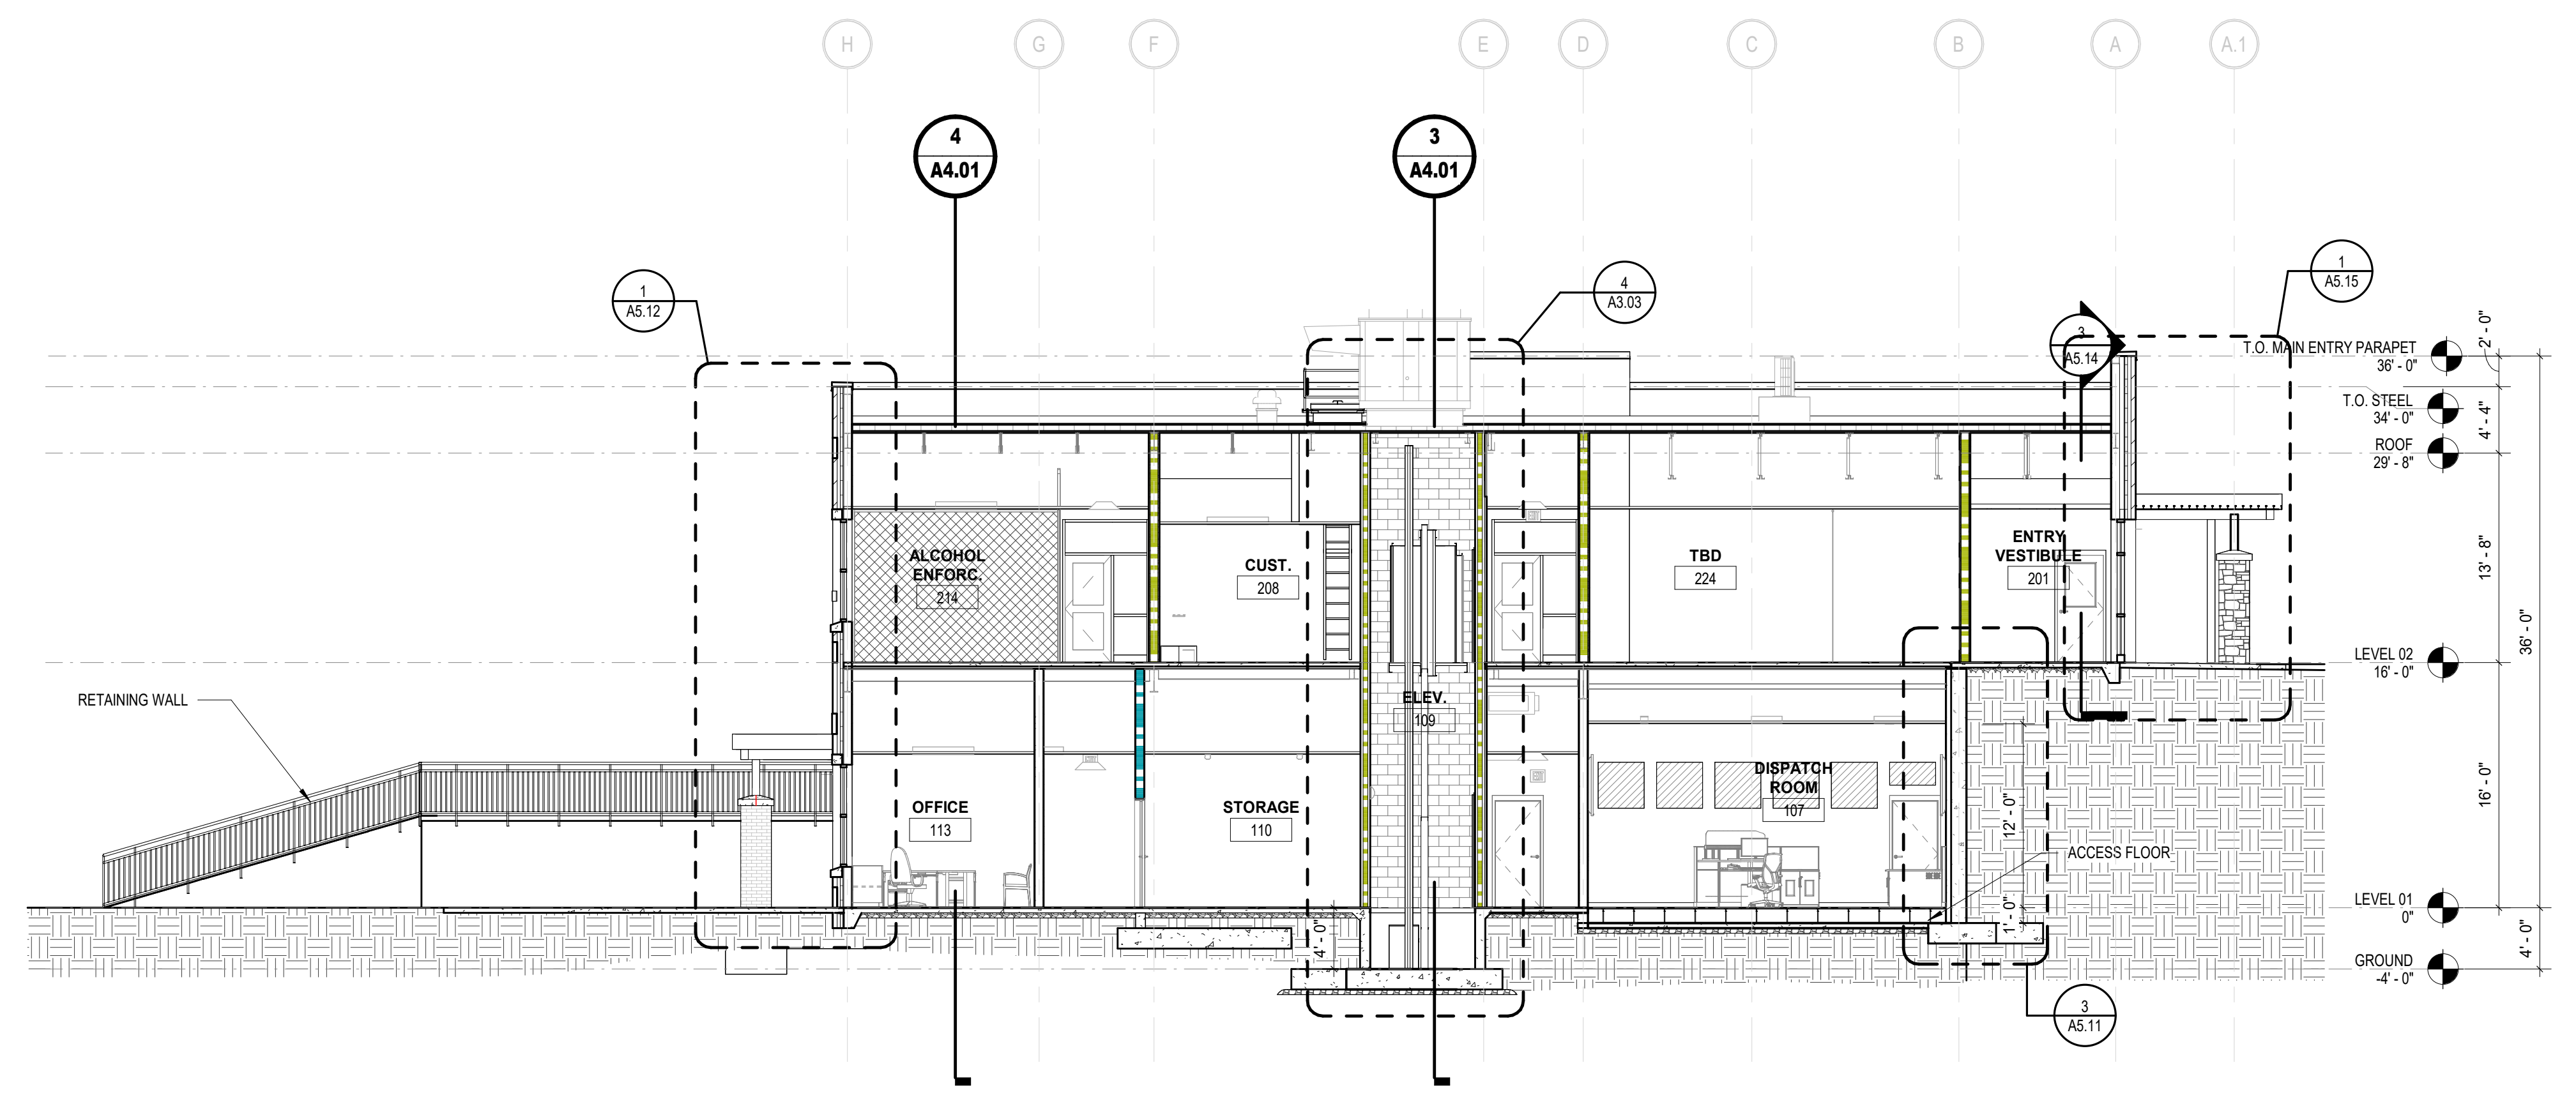 H
G
F
E
D
C
B
A
A.1
4
A4.01
3
A4.01
1
A5.12
4
A3.03
1
A5.15
3
A5.14
T.O. MAIN ENTRY PARAPET
36' - 0"
2' - 0"
T.O. STEEL
34' - 0"
4' - 4"
ROOF
29' - 8"
ALCOHOL
ENFORC.
214
CUST.
208
TBD
224
ENTRY
VESTIBULE
201
13' - 8"
36' - 0"
LEVEL 02
16' - 0"
RETAINING WALL
ELEV.
109
OFFICE
113
STORAGE
110
DISPATCH
ROOM
107
12' - 0"
16' - 0"
ACCESS FLOOR
LEVEL 01
0"
4' - 0"
1' - 0"
4' - 0"
GROUND
-4' - 0"
3
A5.11